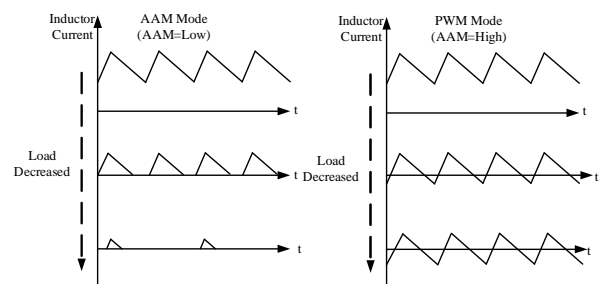 Inductor
Current
AAM Mode
(AAM=Low)
t
Load
Decreased
t
t
Inductor
Current
PWM Mode
(AAM=High)
t
Load
Decreased
t
t